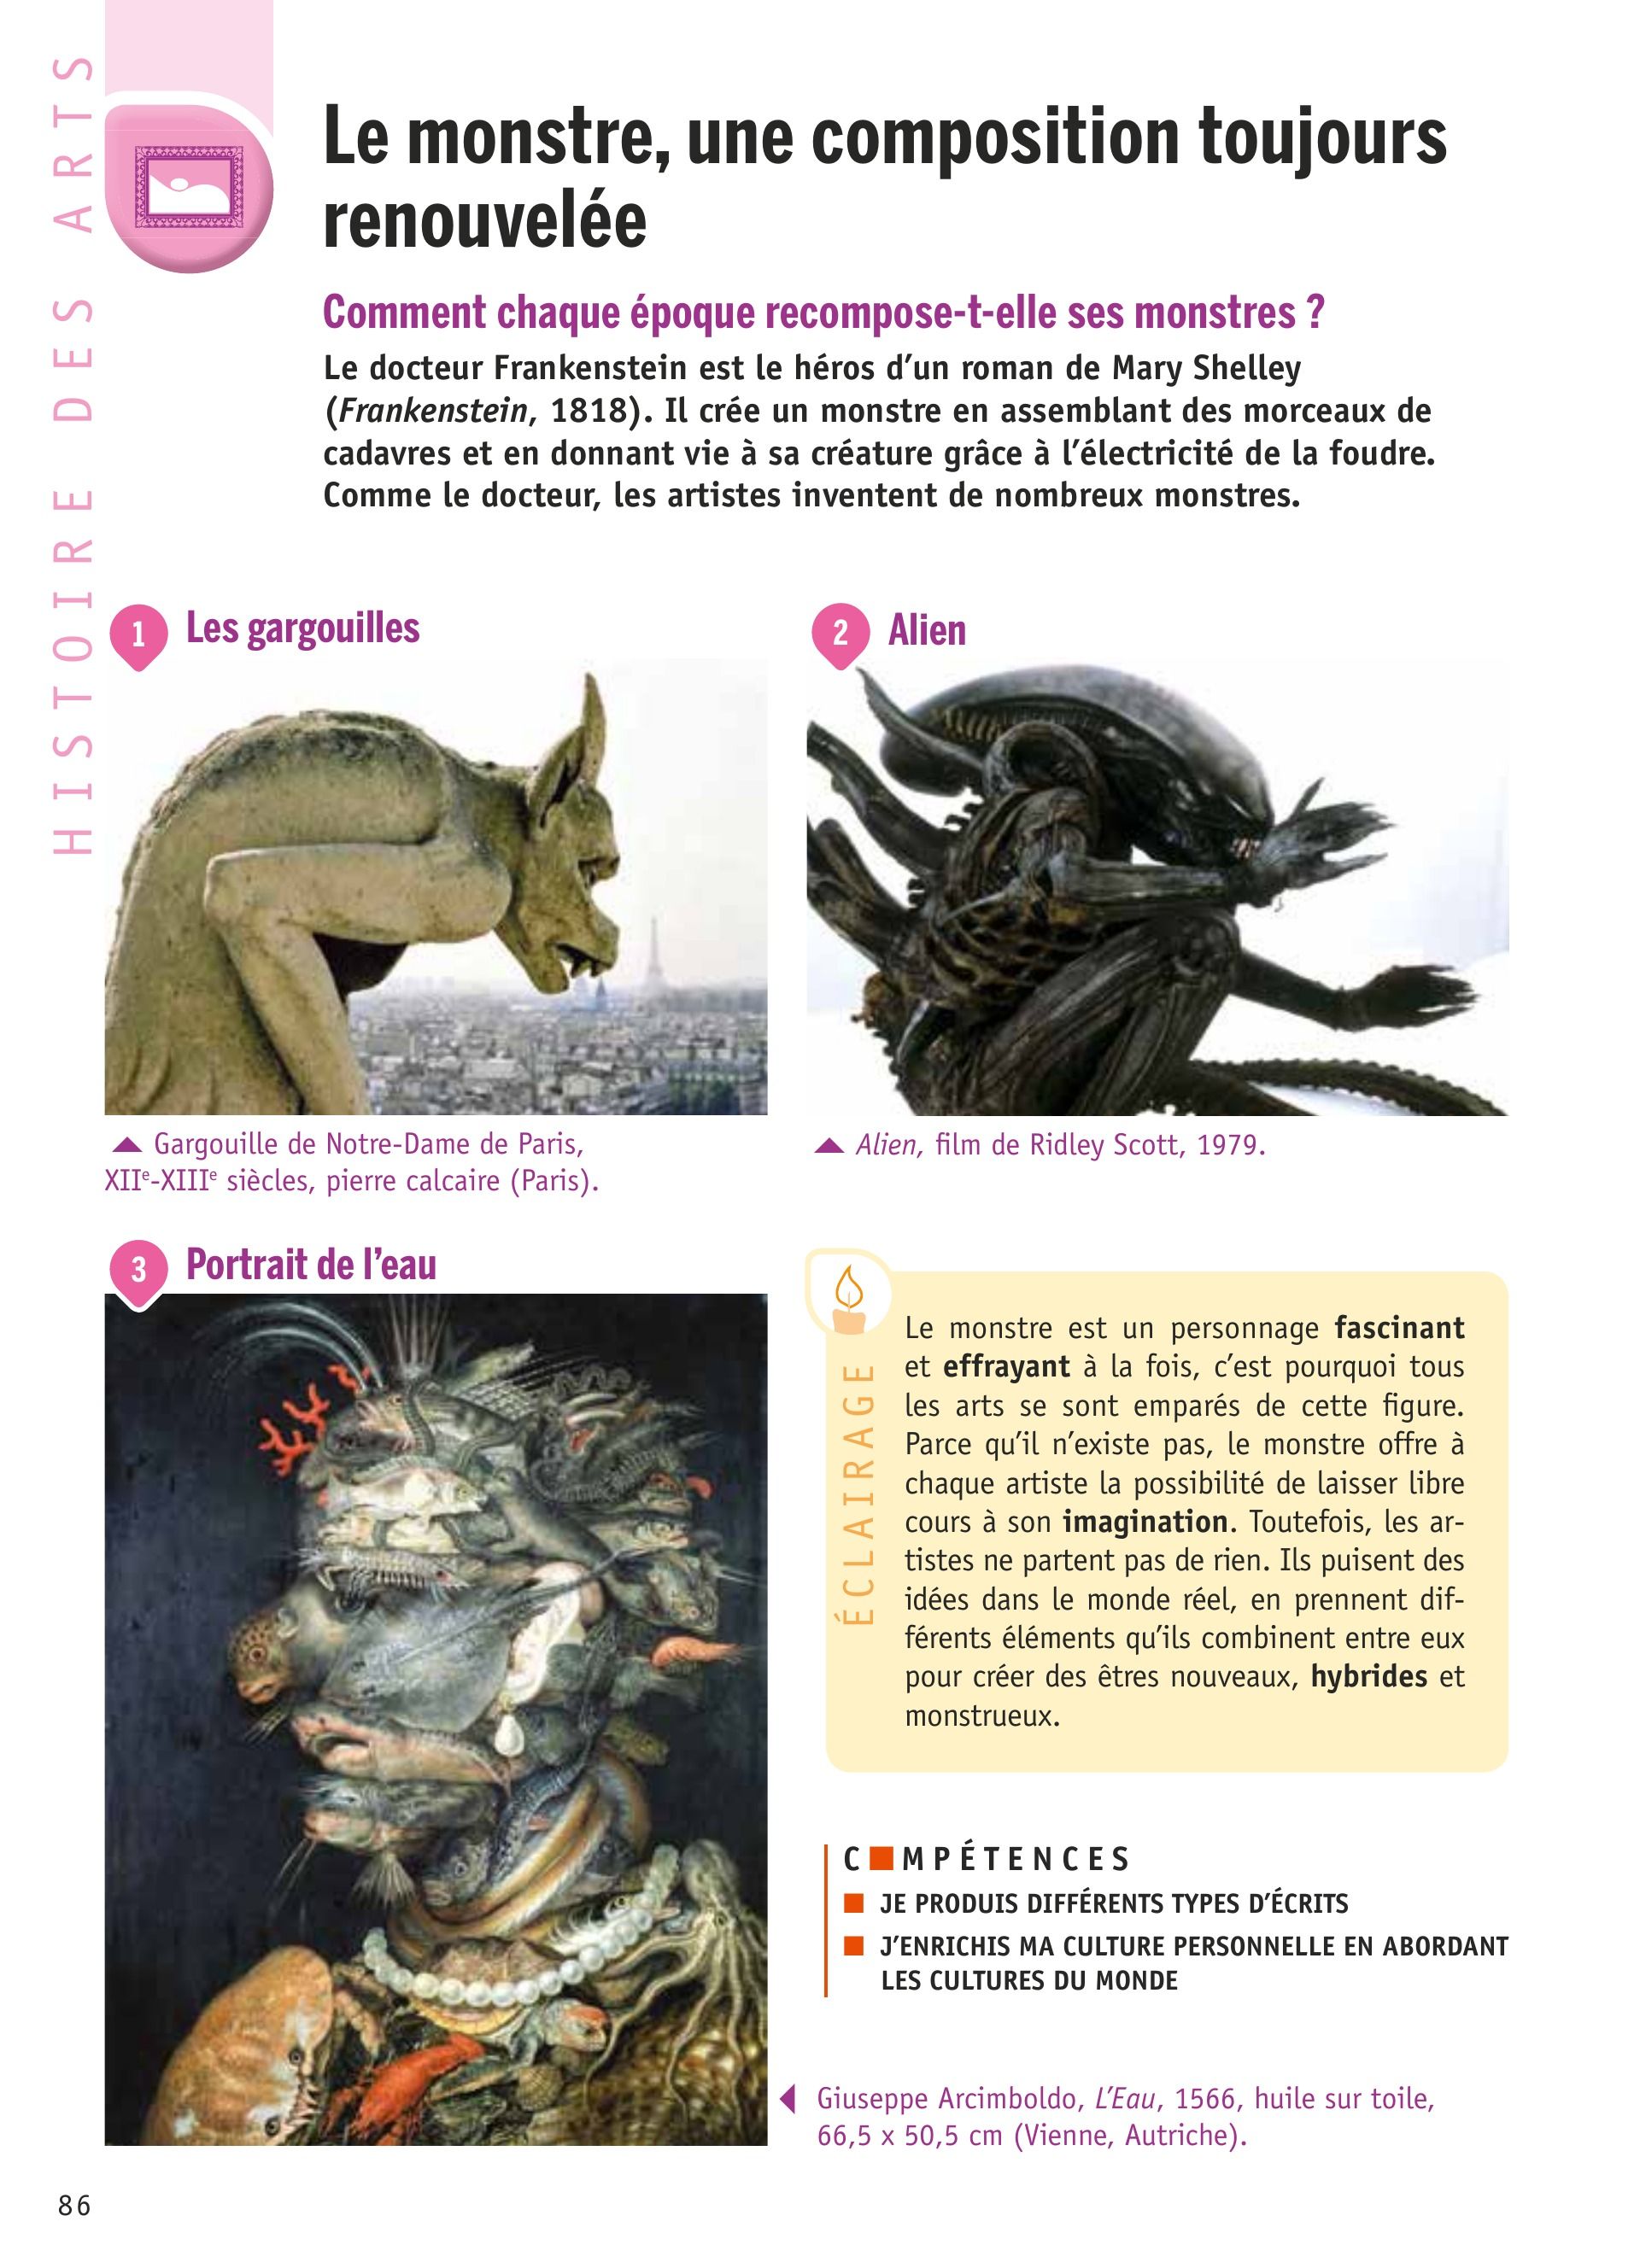 HISTOIRE DES ARTS
Le monstre, une composition toujours
renouvelée
Comment chaque époque recompose-t-elle ses monstres ?
Le docteur Frankenstein est le héros d’un roman de Mary Shelley
(Frankenstein, 1818). Il crée un monstre en assemblant des morceaux de
cadavres et en donnant vie à sa créature grâce à l’électricité de la foudre.
Comme le docteur, les artistes inventent de nombreux monstres.
1 Les gargouilles
Gargouille de Notre-Dame de Paris,
XIIe-XIIIe siècles, pierre calcaire (Paris).
2 Alien
Alien, film de Ridley Scott, 1979.
3 Portrait de l’eau
ÉCLAIRAGE
Le monstre est un personnage fascinant
et effrayant à la fois, c’est pourquoi tous
les arts se sont emparés de cette figure.
Parce qu’il n’existe pas, le monstre offre à
chaque artiste la possibilité de laisser libre
cours à son imagination. Toutefois, les ar-
tistes ne partent pas de rien. Ils puisent des
idées dans le monde réel, en prennent dif-
férents éléments qu’ils combinent entre eux
pour créer des êtres nouveaux, hybrides et
monstrueux.
C■MPÉTENCES
■ JE PRODUIS DIFFÉRENTS TYPES D’ÉCRITS
■ J’ENRICHIS MA CULTURE PERSONNELLE EN ABORDANT
LES CULTURES DU MONDE
Giuseppe Arcimboldo, L’Eau, 1566, huile sur toile,
66,5 x 50,5 cm (Vienne, Autriche).
86